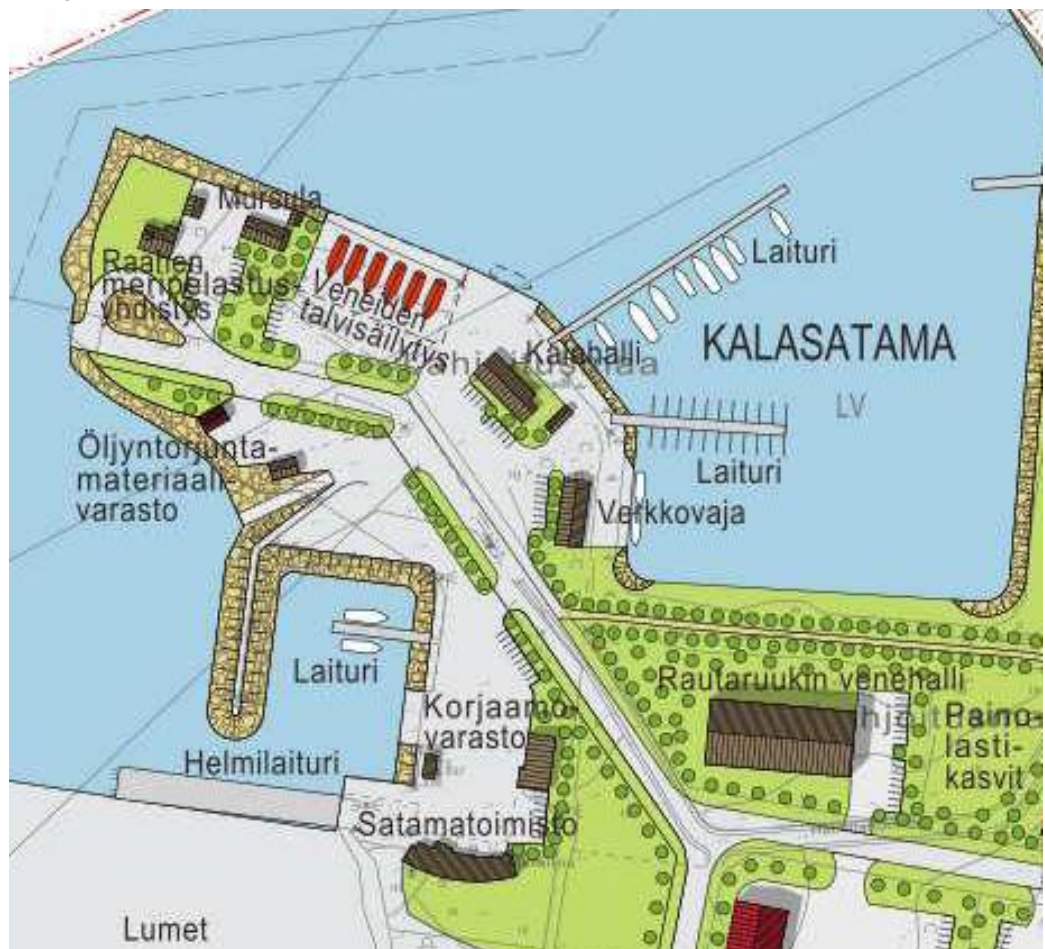 Mursula
Raahen
meripelastus-
yhdistys
Veneiden
talvisäilytys
Laituri
Kalahalli
KALASATAMA
LV
Laituri
Öljyntorjunta-
materiaali-
varasto
Verkkovaja
Laituri
Rautaruukin venehalli
Korjaamo-
varasto
Paino-
lasti-
kasvit
Helmilaituri
Satamatoimisto
Lumet